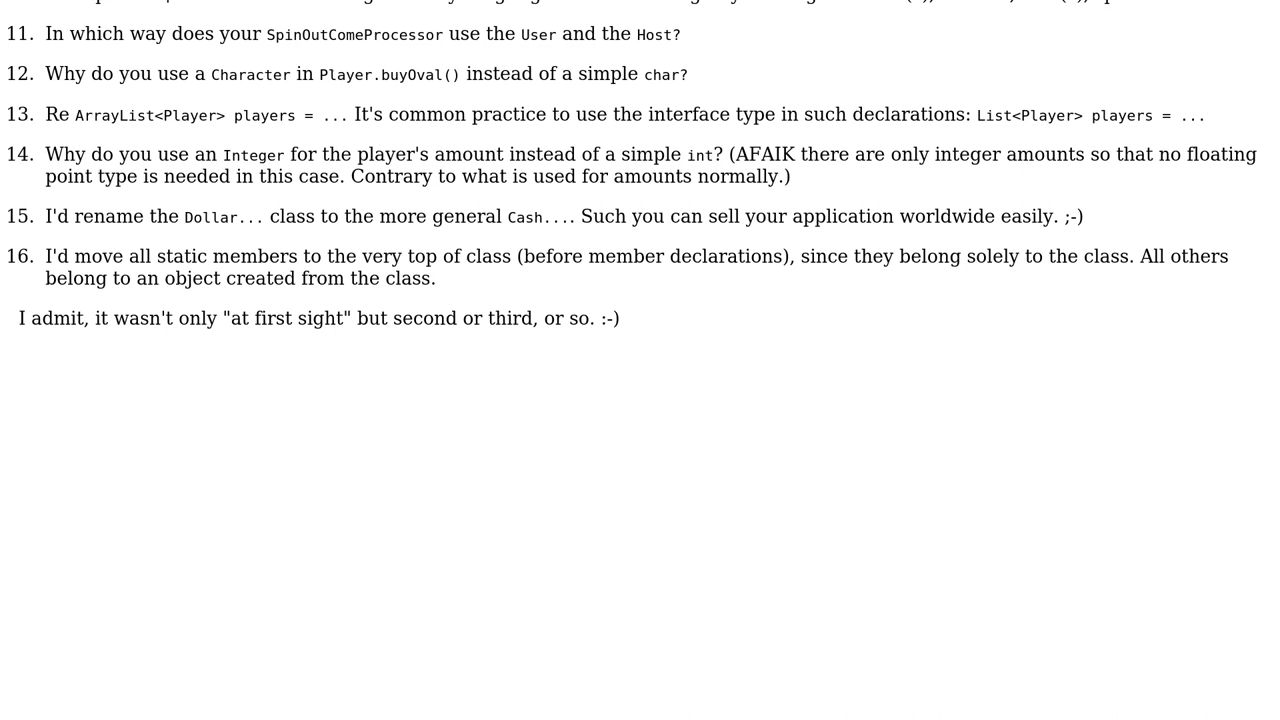 11. In which way does your SpinOutComeProcessor use the User and the Host?
12. Why do you use a Character in Player.buyOval() instead of a simple char?
13. Re ArrayList<Player> players = ... It's common practice to use the interface type in such declarations: List<Player> players = ...
14. Why do you use an Integer for the player's amount instead of a simple int? (AFAIK there are only integer amounts so that no floating
point type is needed in this case. Contrary to what is used for amounts normally.)
15. I'd rename the Dollar... class to the more general Cash.... Such you can sell your application worldwide easily. ;-)
16. I'd move all static members to the very top of class (before member declarations), since they belong solely to the class. All others
belong to an object created from the class.
I admit, it wasn't only "at first sight" but second or third, or so. :-)